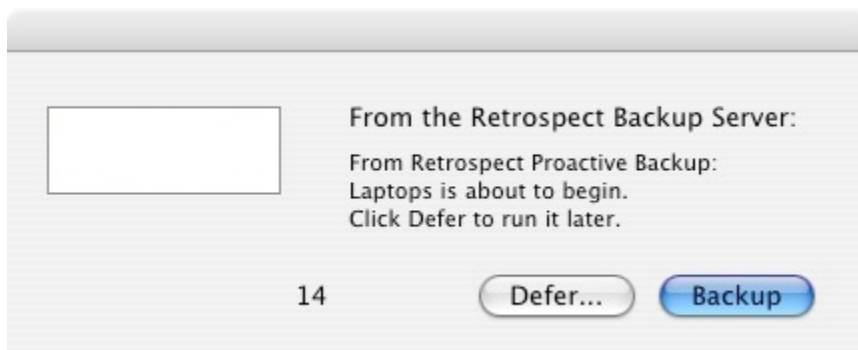 From the Retrospect Backup Server:
From Retrospect Proactive Backup:
Laptops is about to begin.
Click Defer to run it later.
14 Defer... Backup